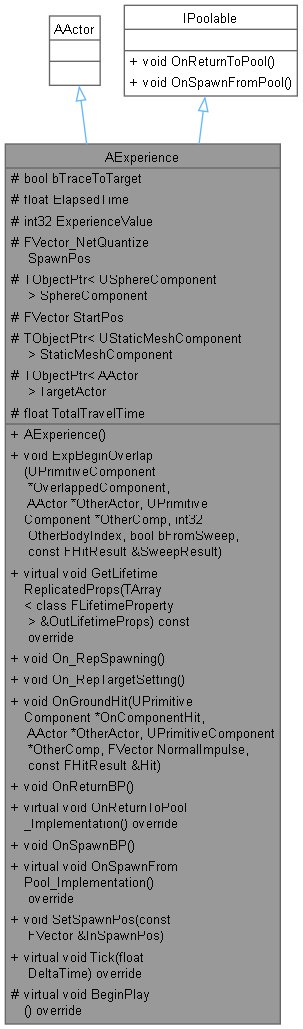 AActor
IPoolable
+ void OnReturnToPool()
+ void OnSpawnFromPool()
AExperience
# bool bTraceToTarget
# float ElapsedTime
# int32 ExperienceValue
# FVector_NetQuantize
SpawnPos
# TObjectPtr< USphereComponent
> SphereComponent
# FVector StartPos
# TObjectPtr< UStaticMeshComponent
> StaticMeshComponent
# TObjectPtr< AActor
> TargetActor
# float TotalTravelTime
+ AExperience()
+ void ExpBeginOverlap
(UPrimitiveComponent
*OverlappedComponent,
AActor *OtherActor, UPrimitive
Component *OtherComp, int32
OtherBodyIndex, bool bFromSweep,
const FHitResult &SweepResult)
+ virtual void GetLifetime
ReplicatedProps(TArray
< class FLifetimeProperty
> &OutLifetimeProps) const
override
+ void On_RepSpawning()
+ void On_RepTargetSetting()
+ void OnGroundHit(UPrimitive
Component *OnComponentHit,
AActor *OtherActor, UPrimitiveComponent
*OtherComp, FVector NormalImpulse,
const FHitResult &Hit)
+ void OnReturnBP()
+ virtual void OnReturnToPool
_Implementation() override
+ void OnSpawnBP()
+ virtual void OnSpawnFrom
Pool_Implementation()
override
+ void SetSpawnPos(const
FVector &InSpawnPos)
+ virtual void Tick(float
DeltaTime) override
# virtual void BeginPlay
() override